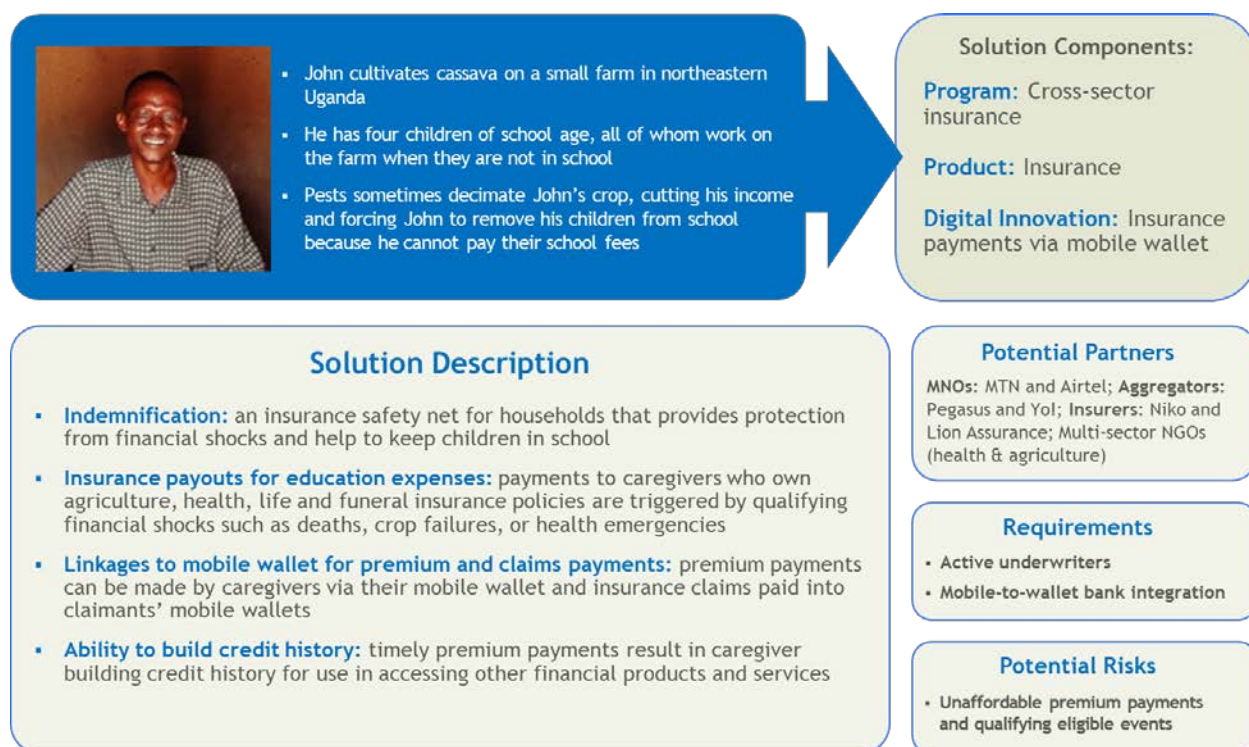 ▪ John cultivates cassava on a small farm in northeastern
Uganda
▪ He has four children of school age, all of whom work on
the farm when they are not in school
▪ Pests sometimes decimate John's crop, cutting his income
and forcing John to remove his children from school
because he cannot pay their school fees
Solution Components:
Program: Cross-sector
insurance
Product: Insurance
Digital Innovation: Insurance
payments via mobile wallet
Solution Description
▪ Indemnification: an insurance safety net for households that provides protection
from financial shocks and help to keep children in school
▪ Insurance payouts for education expenses: payments to caregivers who own
agriculture, health, life and funeral insurance policies are triggered by qualifying
financial shocks such as deaths, crop failures, or health emergencies
▪ Linkages to mobile wallet for premium and claims payments: premium payments
can be made by caregivers via their mobile wallet and insurance claims paid into
claimants' mobile wallets
▪ Ability to build credit history: timely premium payments result in caregiver
building credit history for use in accessing other financial products and services
Potential Partners
MNOs: MTN and Airtel; Aggregators:
Pegasus and Yo!; Insurers: Niko and
Lion Assurance; Multi-sector NGOs
(health & agriculture)
Requirements
▪ Active underwriters
▪ Mobile-to-wallet bank integration
Potential Risks
▪ Unaffordable premium payments
and qualifying eligible events